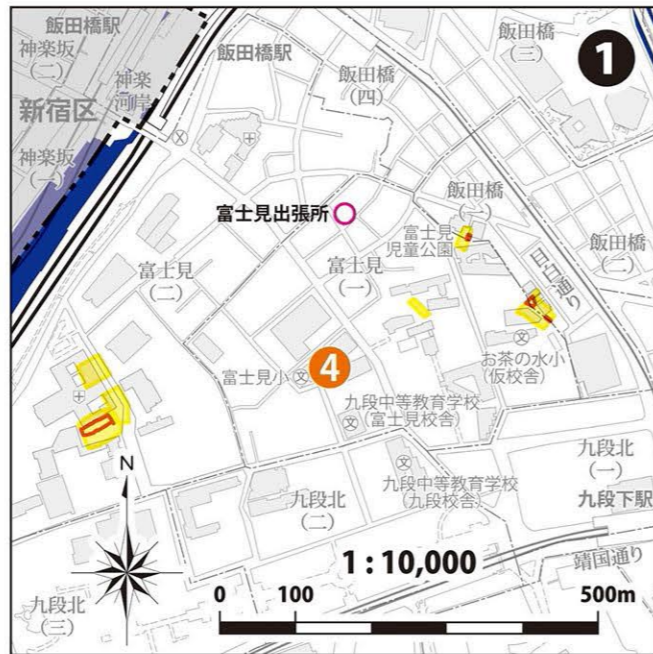 飯田橋駅
神楽坂
(二)
神楽
河岸
新宿区
神楽坂
(一)
飯田橋駅
飯田橋
(四)
飯田橋
(三)
1
富士見出張所
飯田橋
(一)
富士見
児童公園
目白通り
飯田橋
(二)
富士見
(二)
富士見
(一)
お茶の水小
(仮校舎)
富士見小
文
4
文
九段中等教育学校
(富士見校舎)
文
文
九段中等教育学校
(九段校舎)
九段北
(一)
九段下駅
靖国通り
九段北
(二)
九段北
(三)
N
1:10,000
0 100 500m